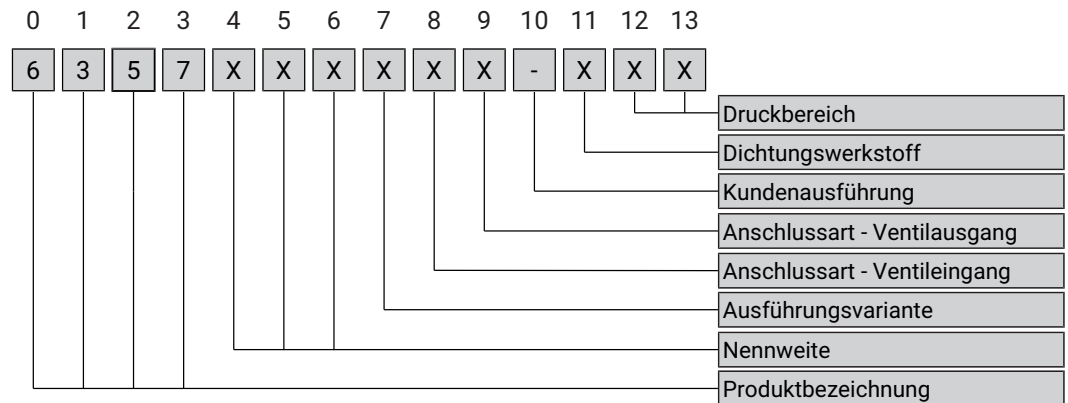 0 1 2 3 4 5 6 7 8 9 10 11 12 13
6 3 5 7 X X X X X X - X X X
Druckbereich
Dichtungswerkstoff
Kundenausführung
Anschlussart - Ventilausgang
Anschlussart - Ventileingang
Ausführungsvariante
Nennweite
Produktbezeichnung